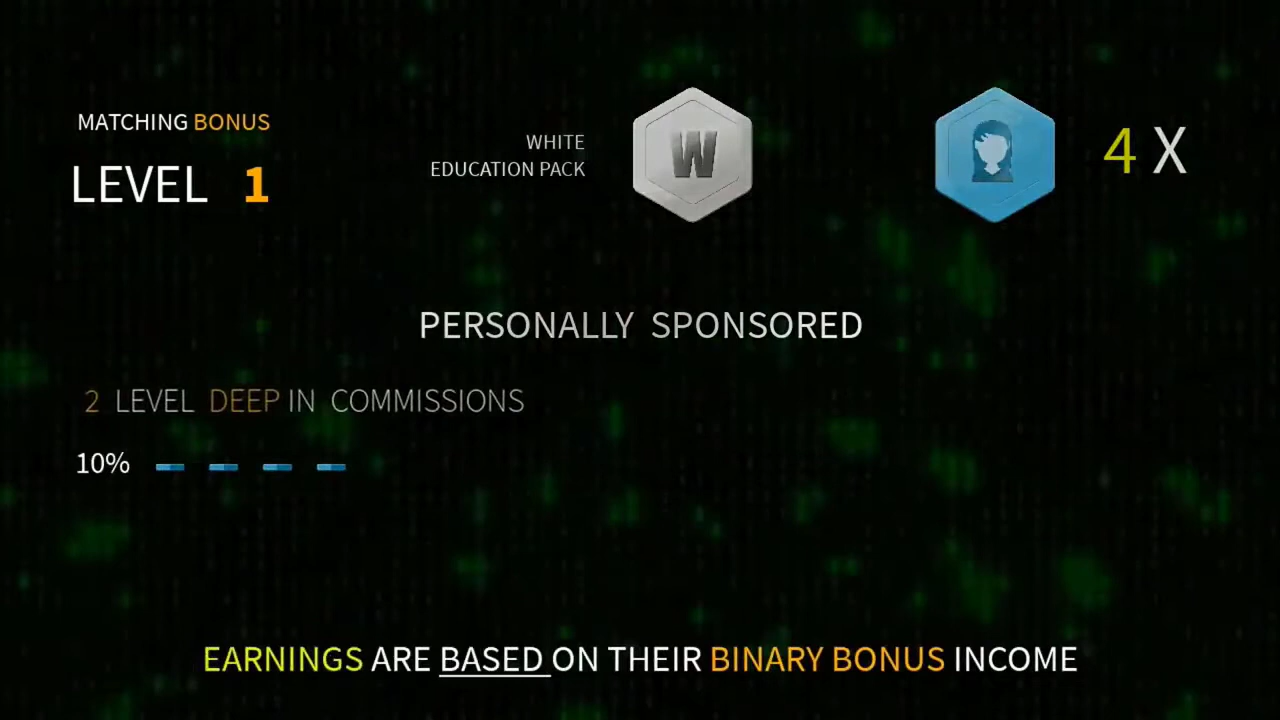 MATCHING BONUS
LEVEL 1
WHITE
EDUCATION PACK
W
4 X
PERSONALLY SPONSORED
2 LEVEL DEEP IN COMMISSIONS
10%
EARNINGS ARE BASED ON THEIR BINARY BONUS INCOME